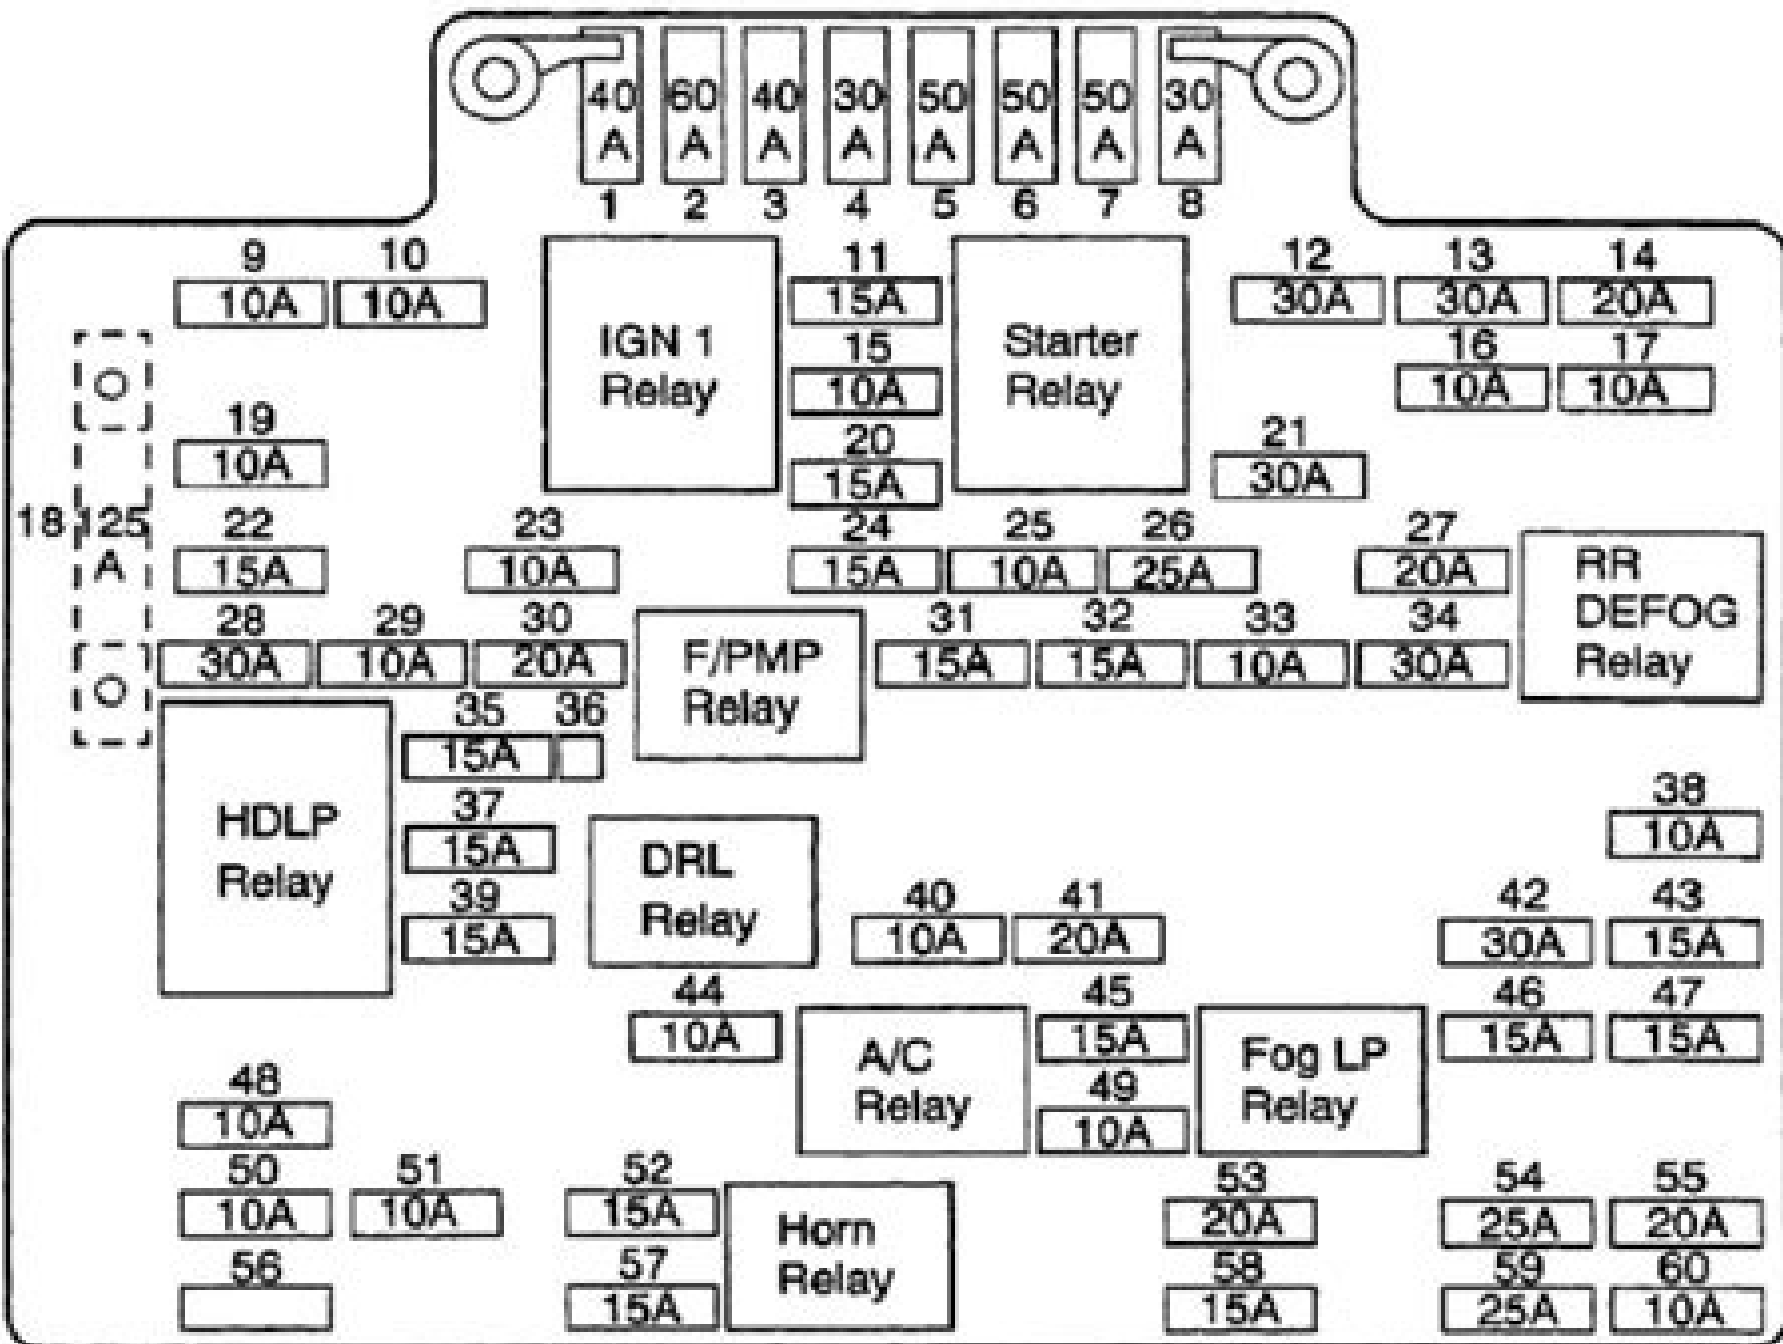 40 60 40 30 50 50 50 30
A A A A A A A A
1 2 3 4 5 6 7 8
9 10 11 12 13 14
10A 10A 15A 30A 30A 20A
IGN 1
Relay
Starter
Relay
15 16 17
10A 10A 10A
19 20 21
10A 15A 30A
18 125
A
22 23 24 25 26 27
15A 10A 15A 10A 25A 20A
RR
DEFOG
Relay
28 29 30 31 32 33 34
30A 10A 20A 15A 15A 10A 30A
F/PMP
Relay
35 36
15A
HDLP
Relay
37 38
15A 10A
DRL
Relay
39 40 41 42 43
15A 10A 20A 30A 15A
44 45 46 47
10A 15A 15A 15A
A/C
Relay
Fog LP
Relay
48 49
10A 10A
50 51 52 53 54 55
10A 10A 15A 20A 25A 20A
Horn
Relay
56 57 58 59 60
15A 15A 25A 10A